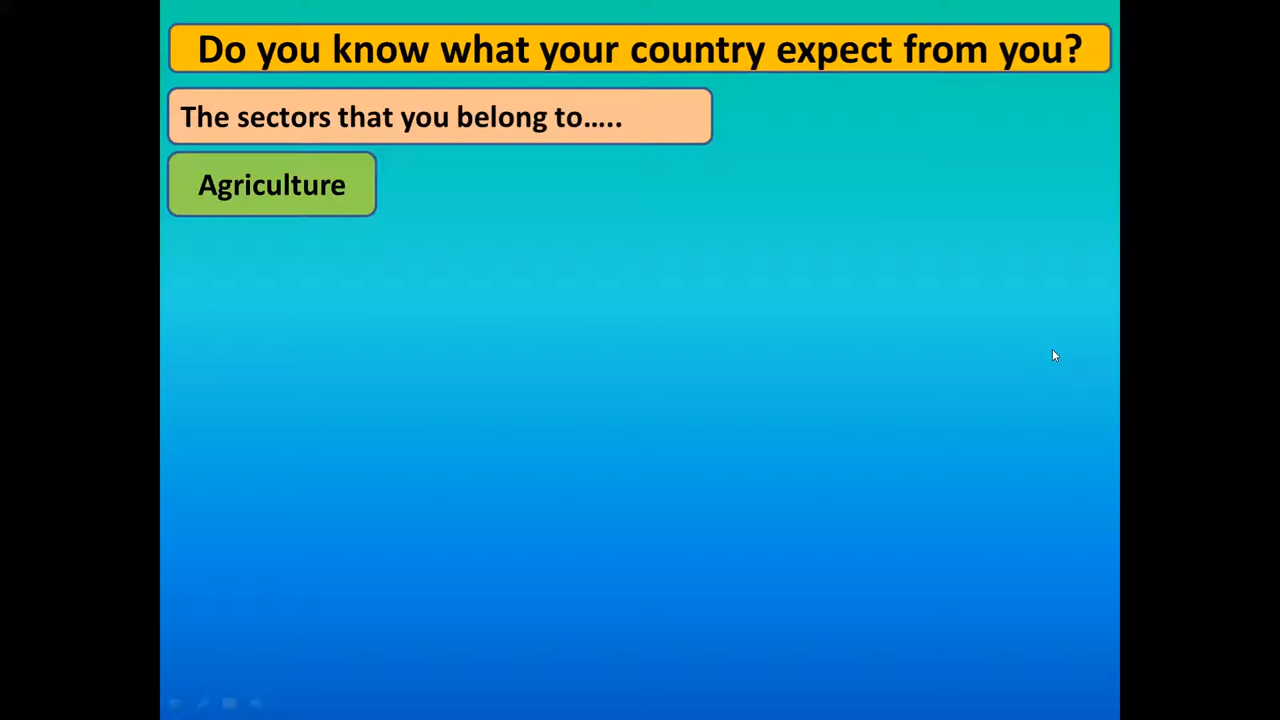 Do you know what your country expect from you?
The sectors that you belong to.....
Agriculture